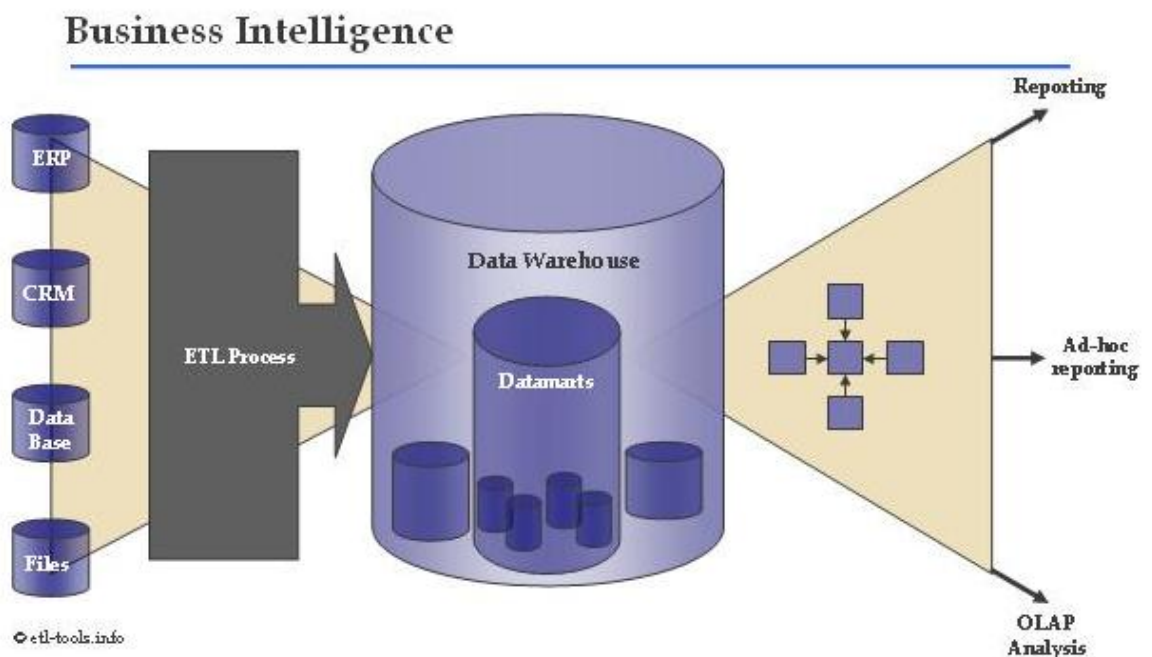 Business Intelligence
Reporting
ERP
Data Warehouse
CRM
ETL Process
Ad-hoc
reporting
Datamarts
Data
Base
Files
OLAP
Analysis
© etl-tools.info